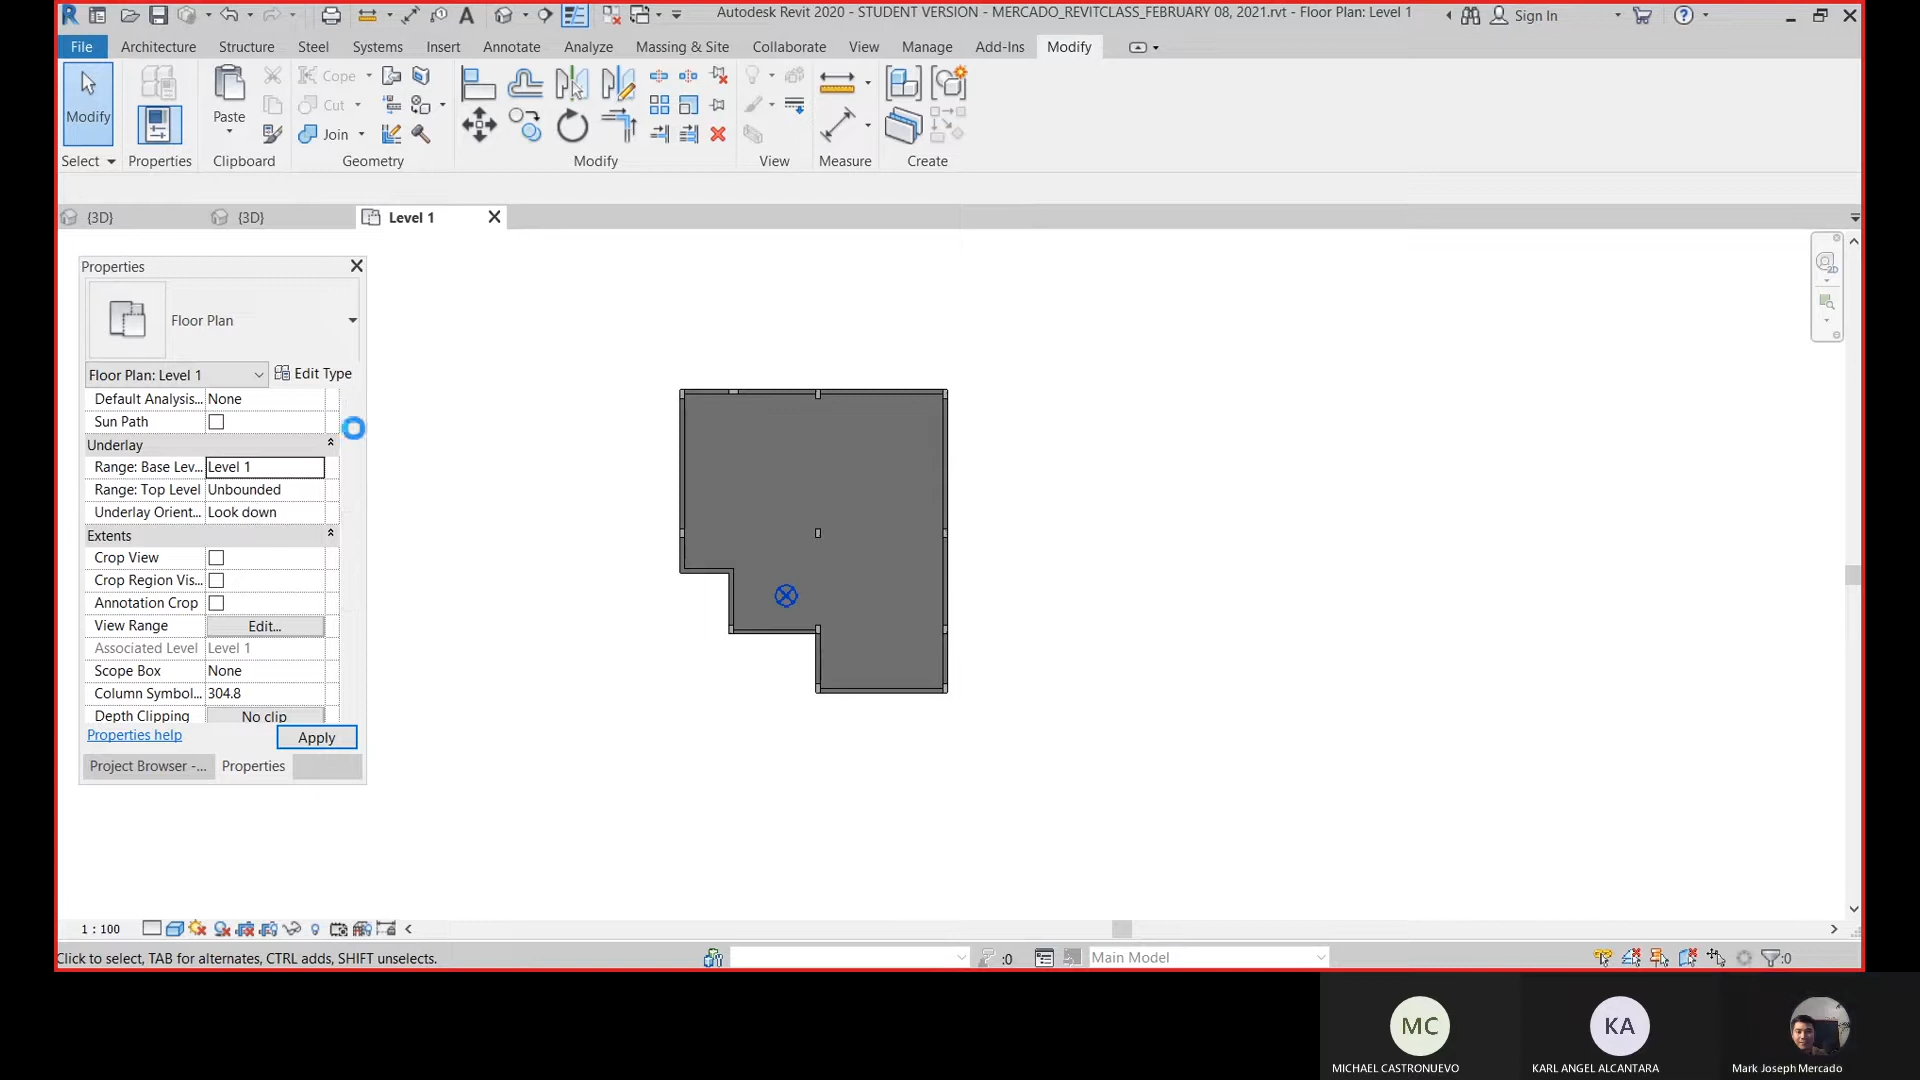 Autodesk Revit 2020 - STUDENT VERSION - MERCADO_REVITCLASS_FEBRUARY 08, 2021.rvt - Floor Plan: Level 1
Sign In
File Architecture Structure Steel Systems Insert Annotate Analyze Massing & Site Collaborate View Manage Add-Ins Modify
Modify
Paste
Cope
Cut
Join
Select Properties Clipboard Geometry Modify View Measure Create
{3D} {3D} Level 1
2D
Properties
Floor Plan
Floor Plan: Level 1 Edit Type
Default Analysis... None
Sun Path
Underlay
Range: Base Lev... Level 1
Range: Top Level Unbounded
Underlay Orient... Look down
Extents
Crop View
Crop Region Vis...
Annotation Crop
View Range Edit...
Associated Level Level 1
Scope Box None
Column Symbol... 304.8
Depth Clipping No clip
Properties help Apply
Project Browser -... Properties
1 : 100
Click to select, TAB for alternates, CTRL adds, SHIFT unselects. :0 Main Model :0
MC KA
MICHAEL CASTRONUEVO KARL ANGEL ALCANTARA Mark Joseph Mercado